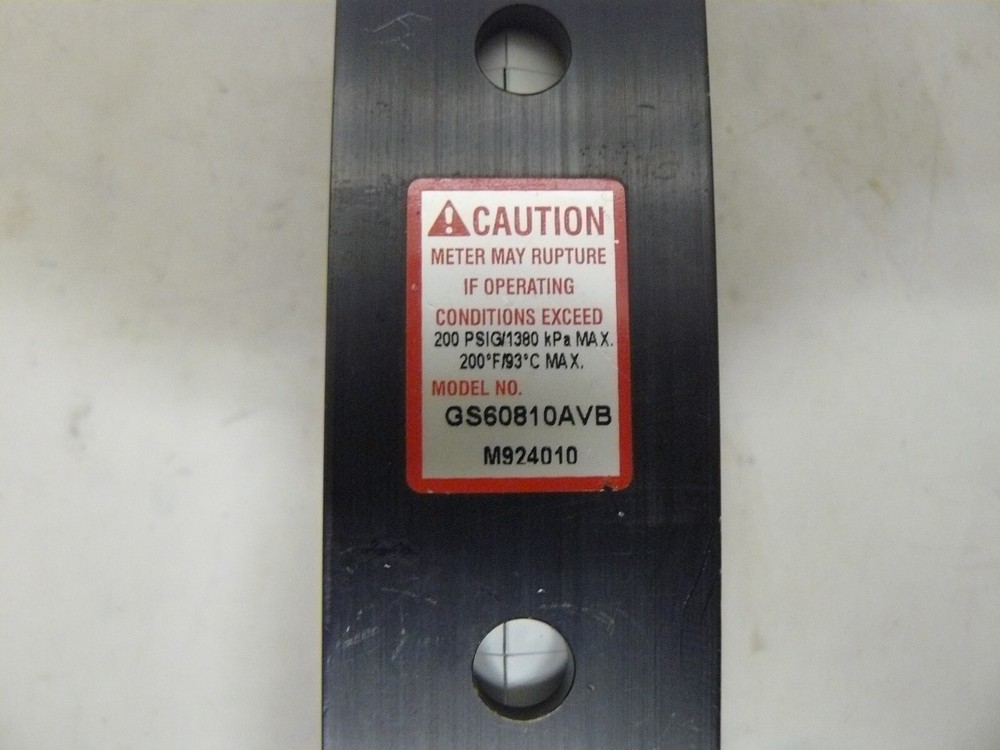 CAUTION
METER MAY RUPTURE
IF OPERATING
CONDITIONS EXCEED
200 PSIG/1380 kPa MAX.
200°F/93°C MAX.
MODEL NO.
GS60810AVB
M924010